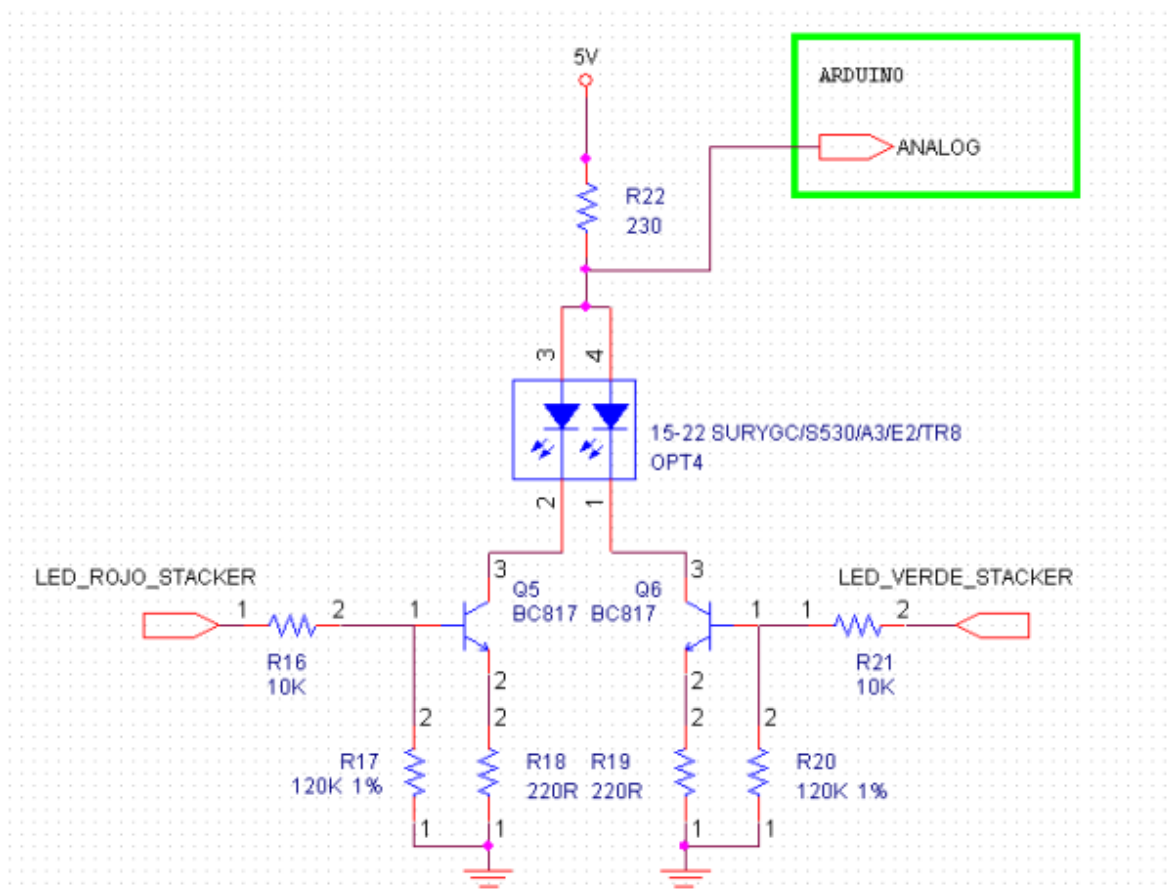 5V
ARDUINO
ANALOG
R22
230
3
4
15-22 SURYGC/S530/A3/E2/TR8
OPT4
2
1
LED_ROJO_STACKER
LED_VERDE_STACKER
3
3
Q5
Q6
BC817
BC817
1
2
1
1
1
2
R16
10K
R21
10K
2
2
2
2
2
2
R17
120K 1%
R18
220R
R19
220R
R20
120K 1%
1
1
1
1